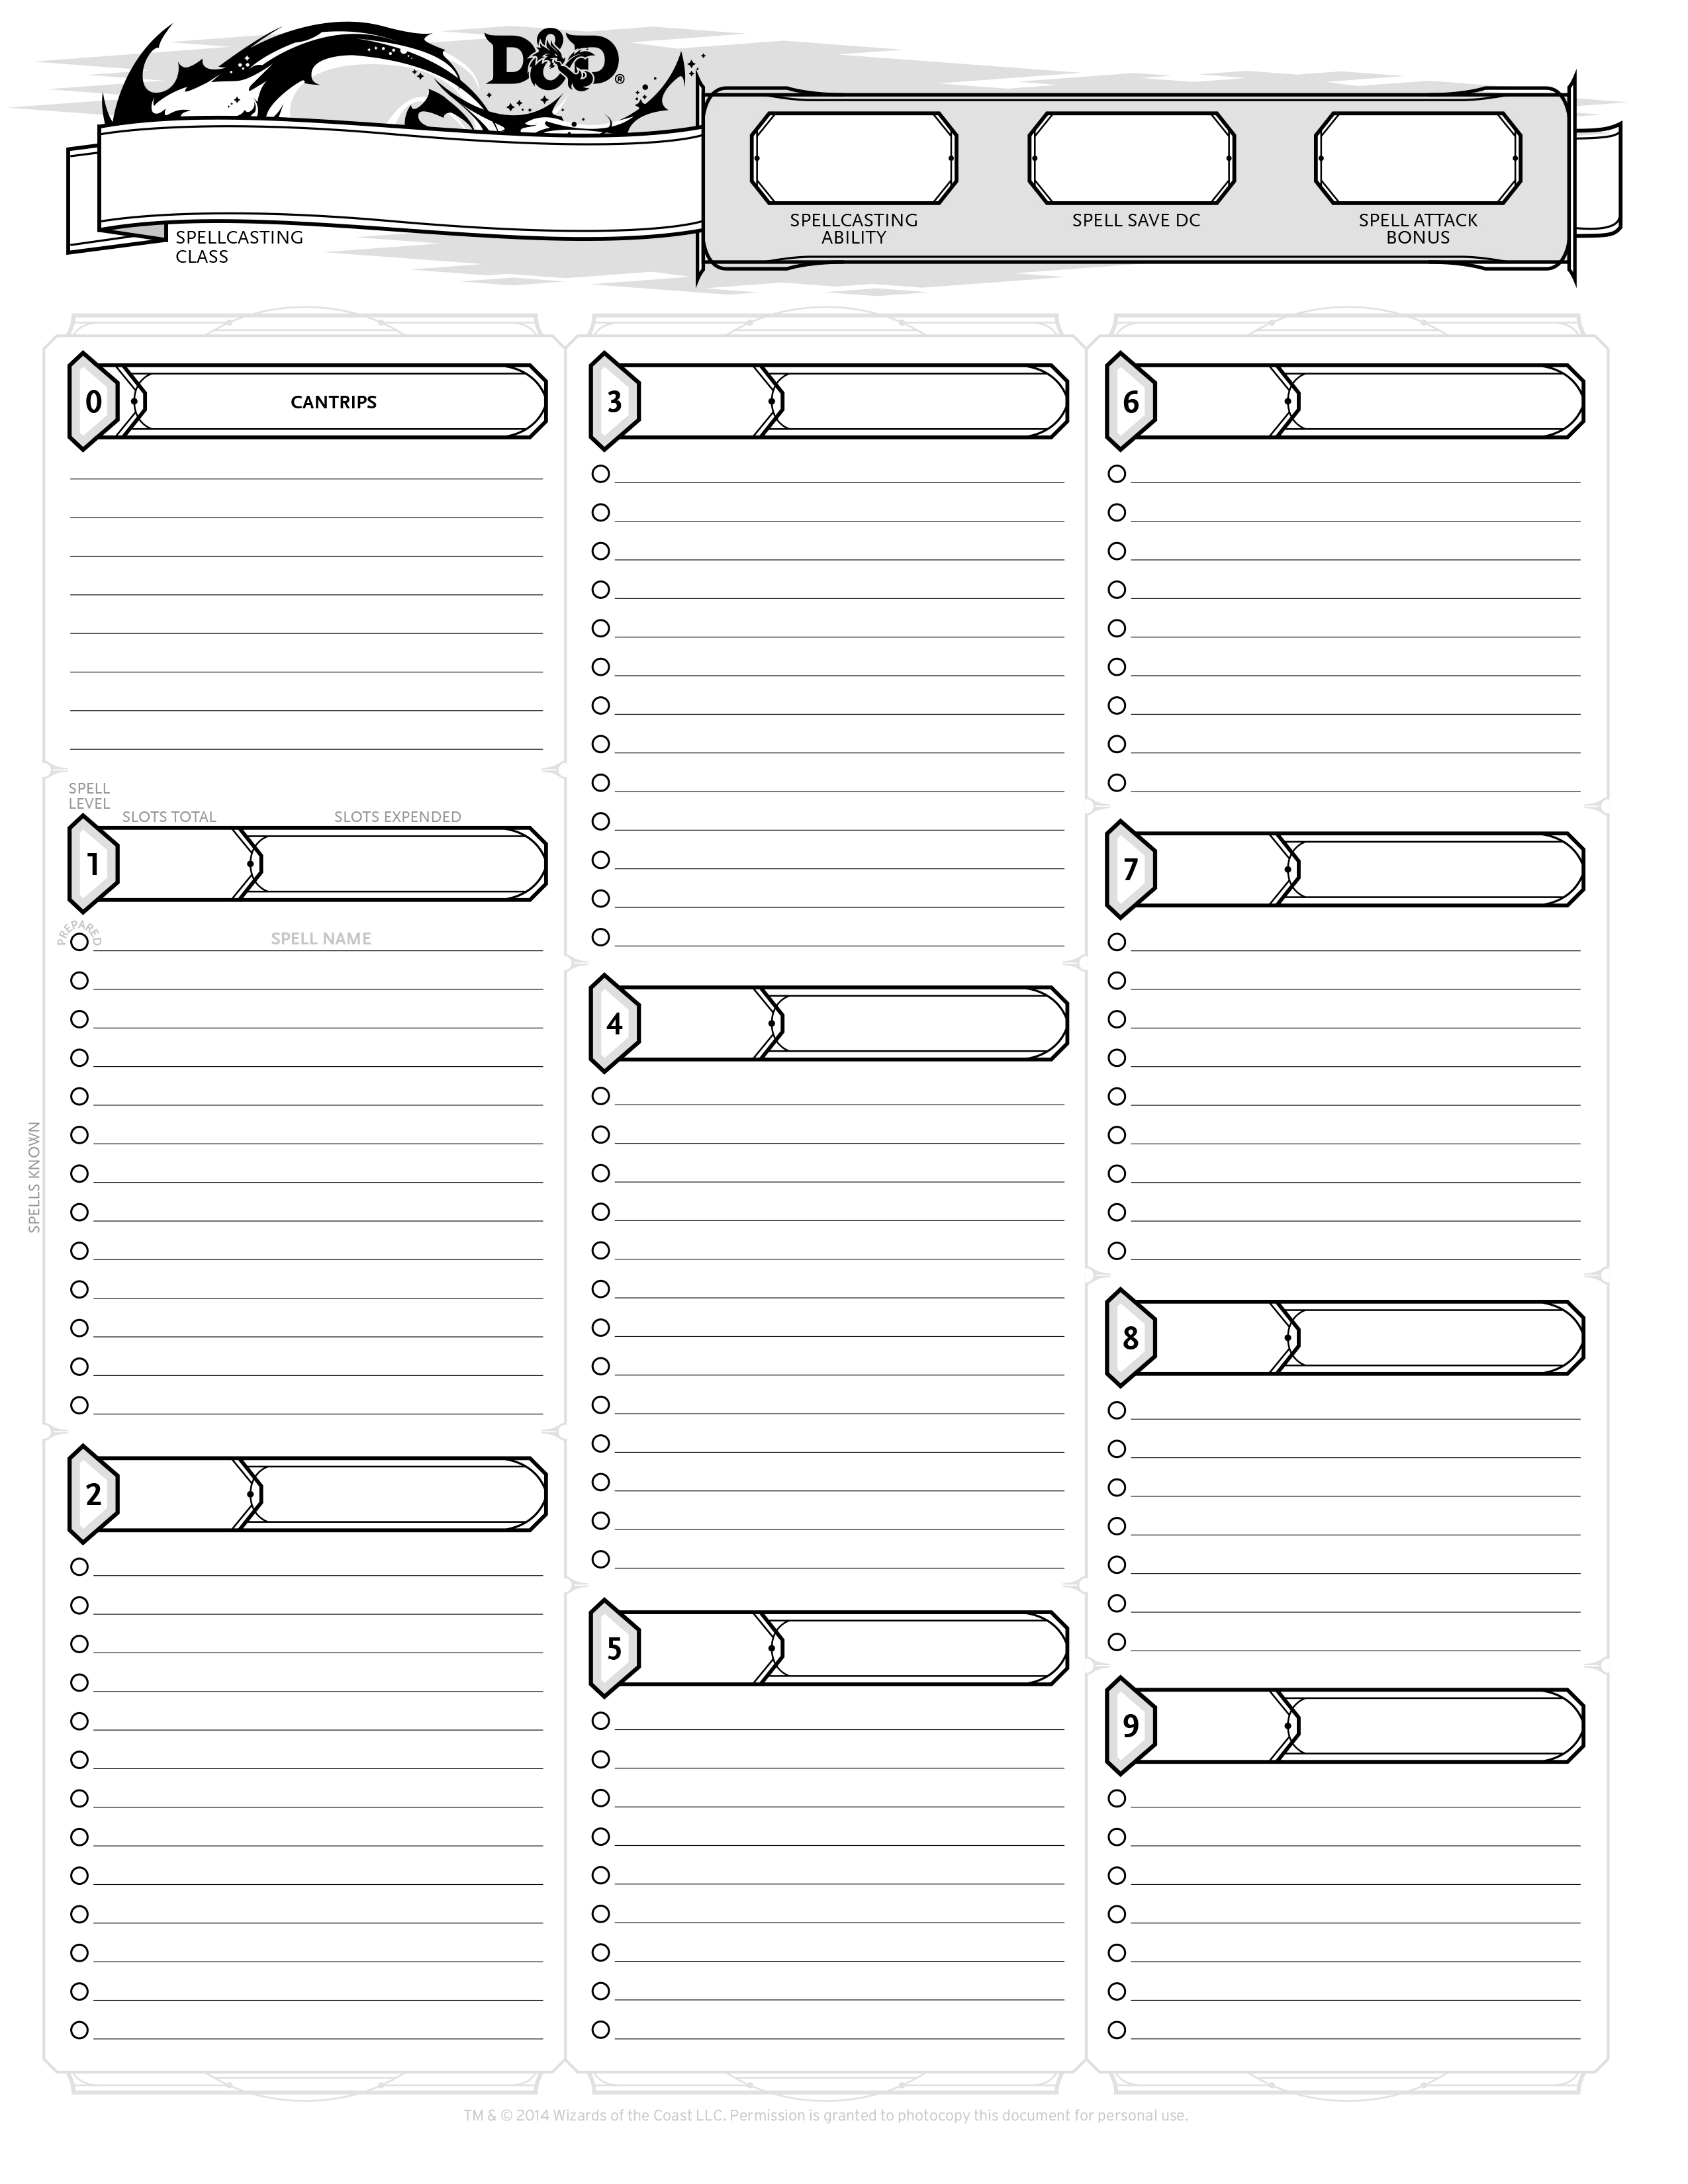 D&D®
SPELLCASTING
CLASS
SPELLCASTING
ABILITY
SPELL SAVE DC
SPELL ATTACK
BONUS
0
CANTRIPS
SPELL
LEVEL
SLOTS TOTAL
SLOTS EXPENDED
1
PREPARED
SPELL NAME
SPELLS KNOWN
2
3
4
5
6
7
8
9
TM & © 2014 Wizards of the Coast LLC. Permission is granted to photocopy this document for personal use.